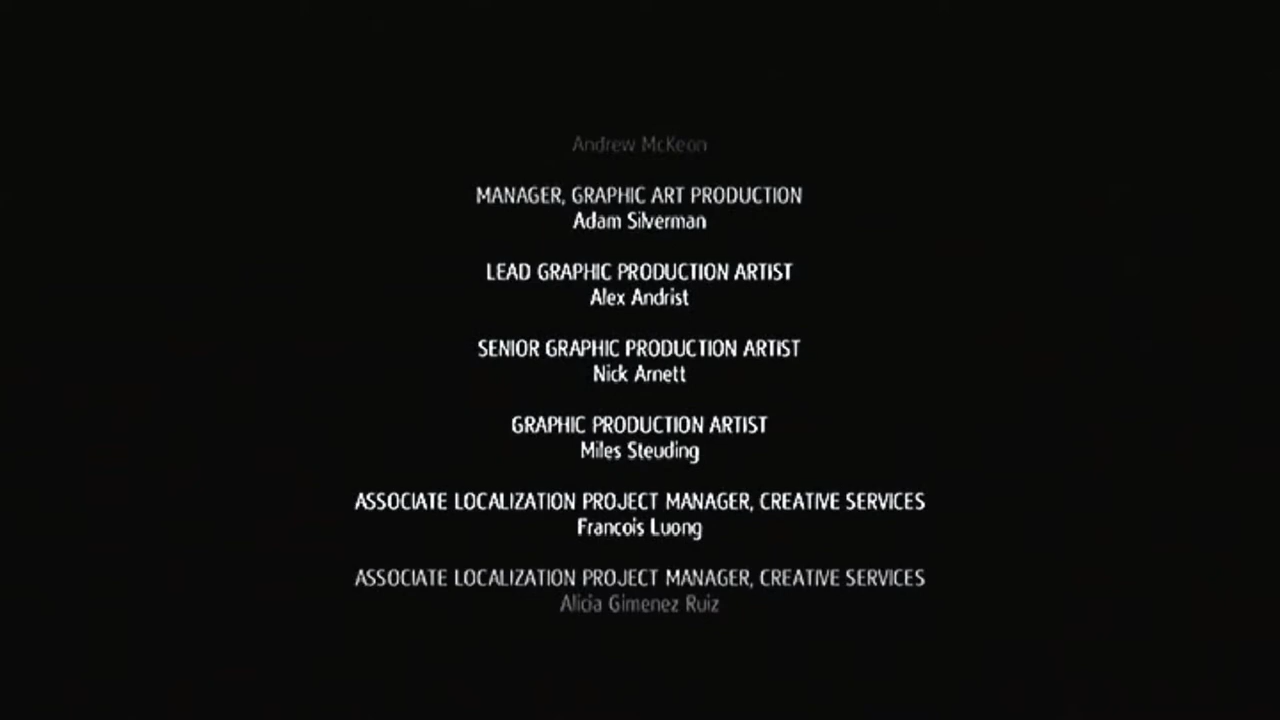 Andrew McKeon
MANAGER, GRAPHIC ART PRODUCTION
Adam Silverman
LEAD GRAPHIC PRODUCTION ARTIST
Alex Andrist
SENIOR GRAPHIC PRODUCTION ARTIST
Nick Arnett
GRAPHIC PRODUCTION ARTIST
Miles Steuding
ASSOCIATE LOCALIZATION PROJECT MANAGER, CREATIVE SERVICES
Francois Luong
ASSOCIATE LOCALIZATION PROJECT MANAGER, CREATIVE SERVICES
Alicia Gimenez Ruiz